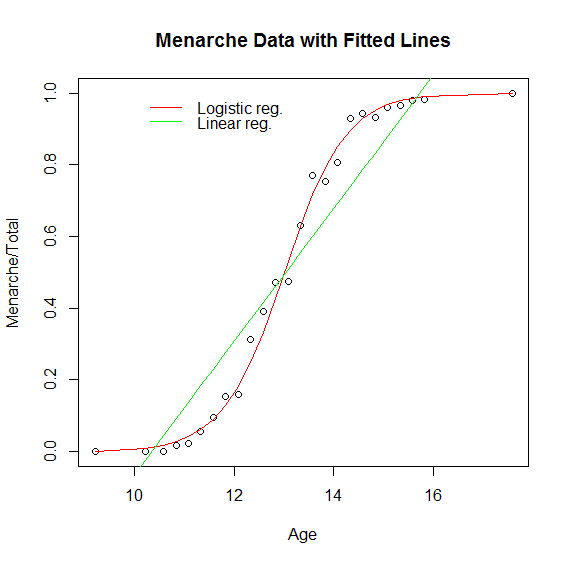 Menarche Data with Fitted Lines
Logistic reg.
Linear reg.
Menarche/Total
1.0
0.8
0.6
0.4
0.2
0.0
10 12 14 16
Age